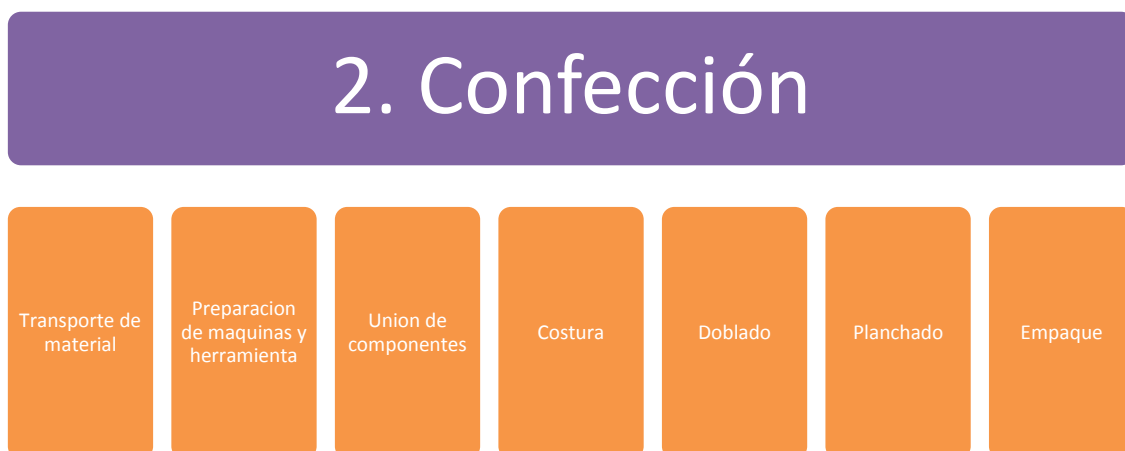 2. Confección
Transporte de
material
Preparacion
de maquinas y
herramienta
Union de
componentes
Costura
Doblado
Planchado
Empaque